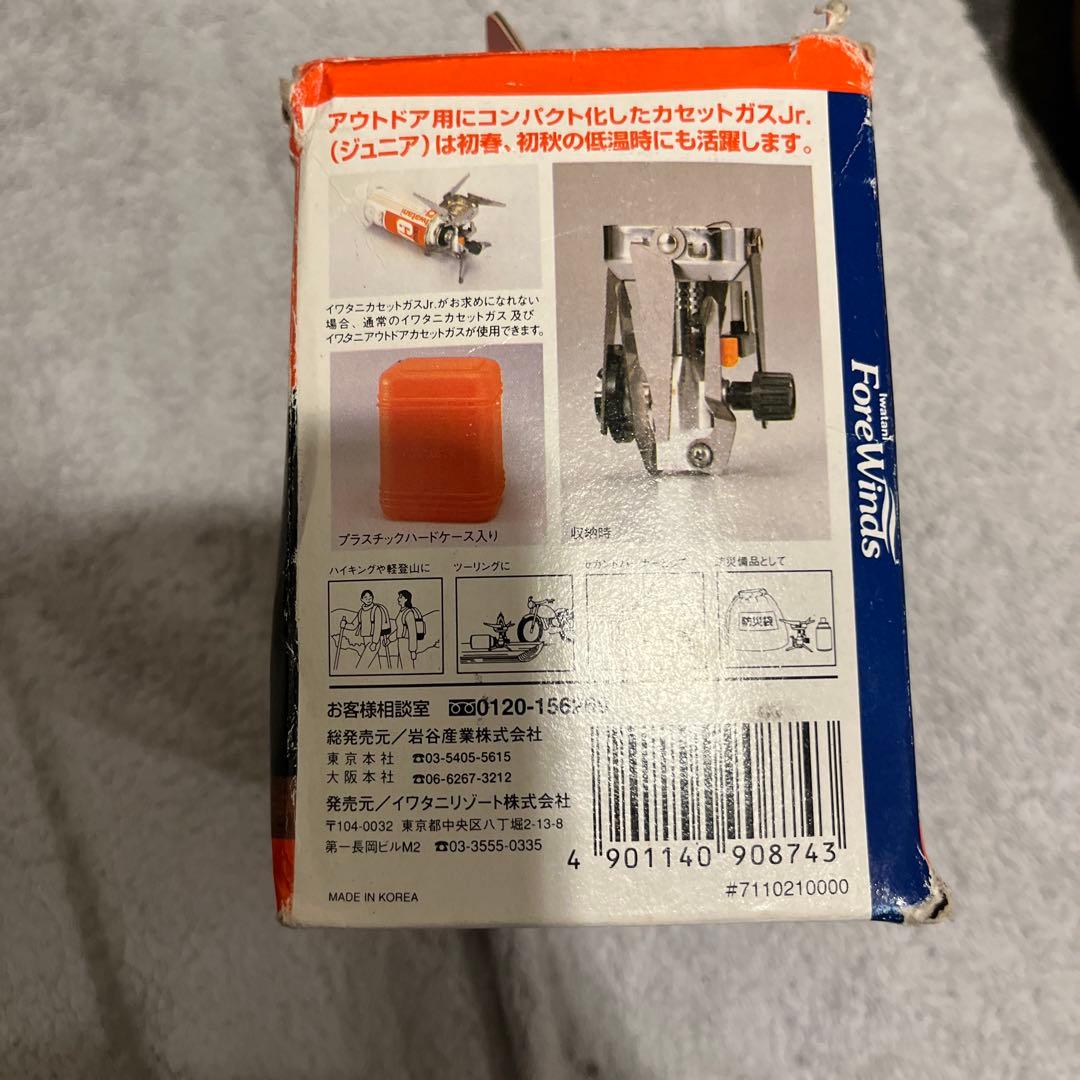 アウトドア用にコンパクト化したカセットガスJr.
(ジュニア)は初春、初秋の低温時にも活躍します。
Iwatani
イワタニカセットガスJr.がお求めになれない
場合、通常のイワタニカセットガス 及び
イワタニアウトドアカセットガスが使用できます。
プラスチックハードケース入り
収納時
Iwatani
ForeWinds
ハイキングや軽登山に
ツーリングに
防災備品として
防災袋
お客様相談室 0120-156
総発売元/岩谷産業株式会社
東京本社 ☎03-5405-5615
大阪本社 ☎06-6267-3212
発売元/イワタニリゾート株式会社
〒104-0032 東京都中央区八丁堀2-13-8
第一長岡ビルM2 ☎03-3555-0335
MADE IN KOREA
4 901140 908743
#7110210000